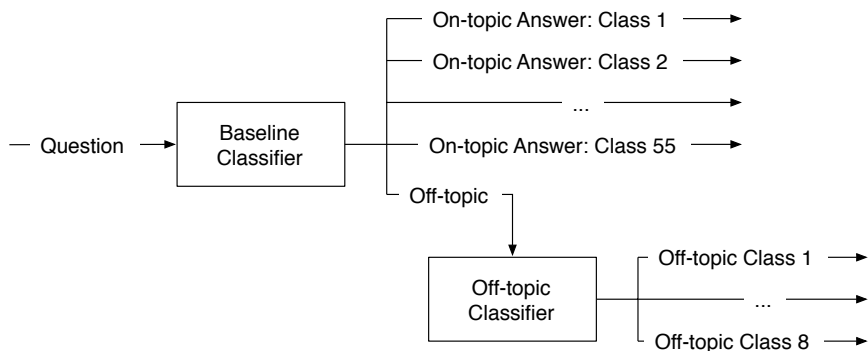 On-topic Answer: Class 1
On-topic Answer: Class 2
...
Question
Baseline
Classifier
On-topic Answer: Class 55
Off-topic
Off-topic
Classifier
Off-topic Class 1
...
Off-topic Class 8